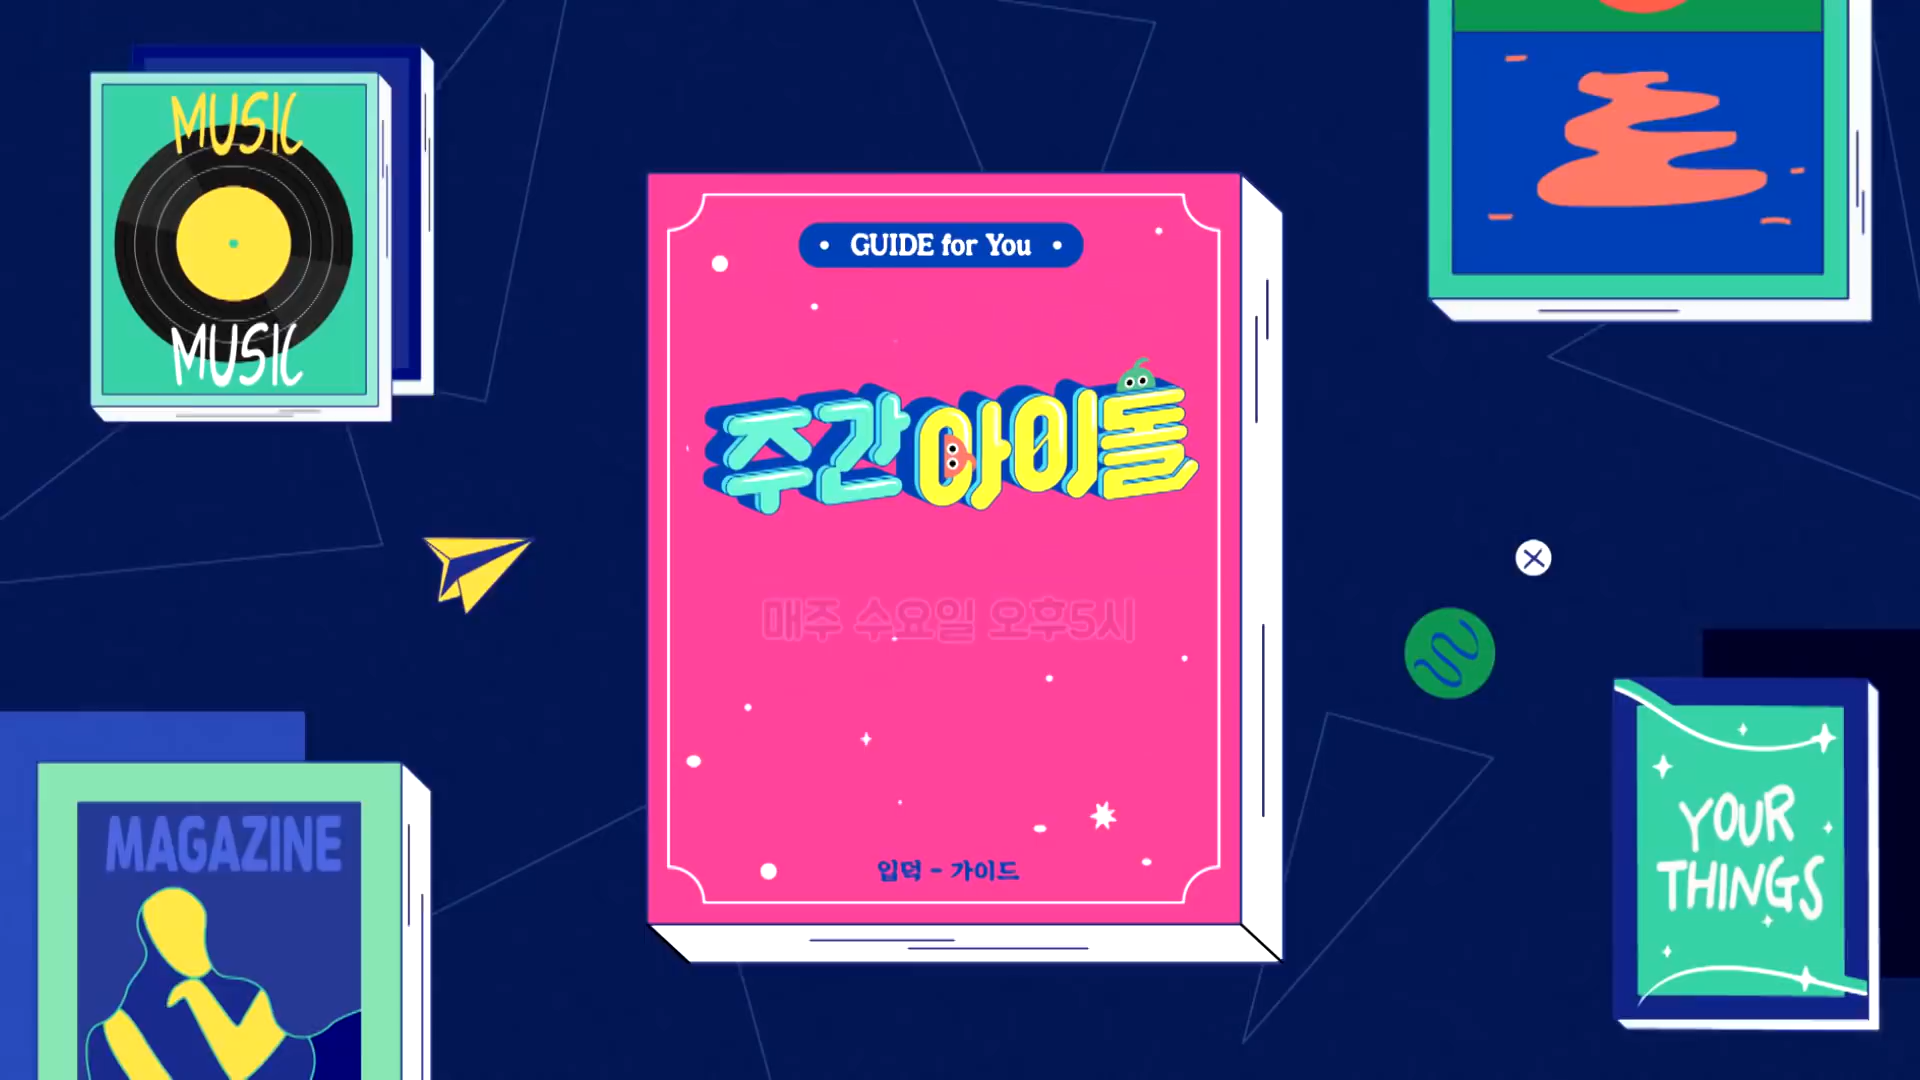 MUSIC
MUSIC
GUIDE for You
주간아이돌
매주 수요일 오후5시
입덕 - 가이드
MAGAZINE
YOUR
THINGS